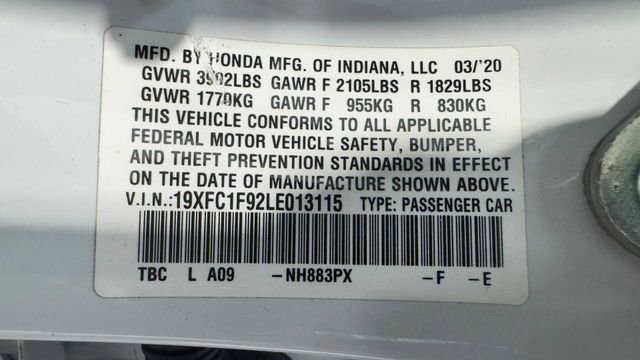 MFD. BY HONDA MFG. OF INDIANA, LLC 03/'20
GVWR 3902LBS GAWR F 2105LBS R 1829LBS
GVWR 1770KG GAWR F 955KG R 830KG
THIS VEHICLE CONFORMS TO ALL APPLICABLE
FEDERAL MOTOR VEHICLE SAFETY, BUMPER,
AND THEFT PREVENTION STANDARDS IN EFFECT
ON THE DATE OF MANUFACTURE SHOWN ABOVE.
V.I.N.:19XFC1F92LE013115 TYPE: PASSENGER CAR
TBC L A09 -NH883PX -F -E